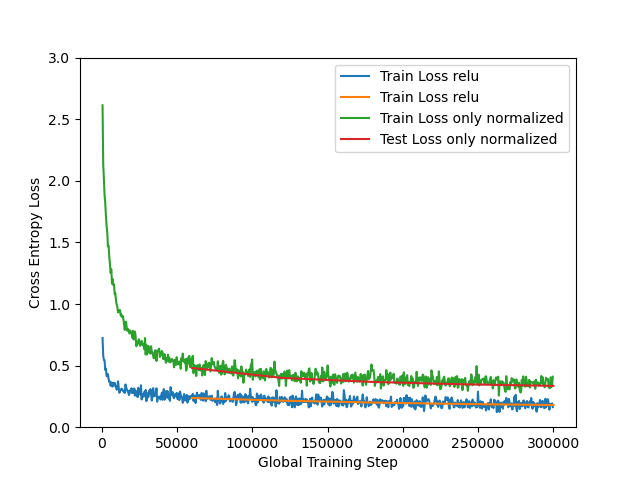 3.0
2.5
2.0
1.5
1.0
0.5
0.0
Cross Entropy Loss
Train Loss relu
Train Loss relu
Train Loss only normalized
Test Loss only normalized
0 50000 100000 150000 200000 250000 300000
Global Training Step